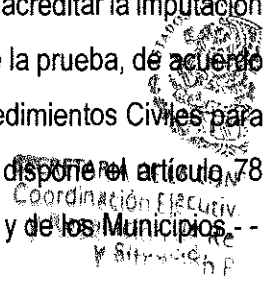 acreditar la imputación
e la prueba, de acuerdo
edimientos Civiles para
dispone el artículo 78
Coordinación Ejecutiv
y de los Municipios.- -